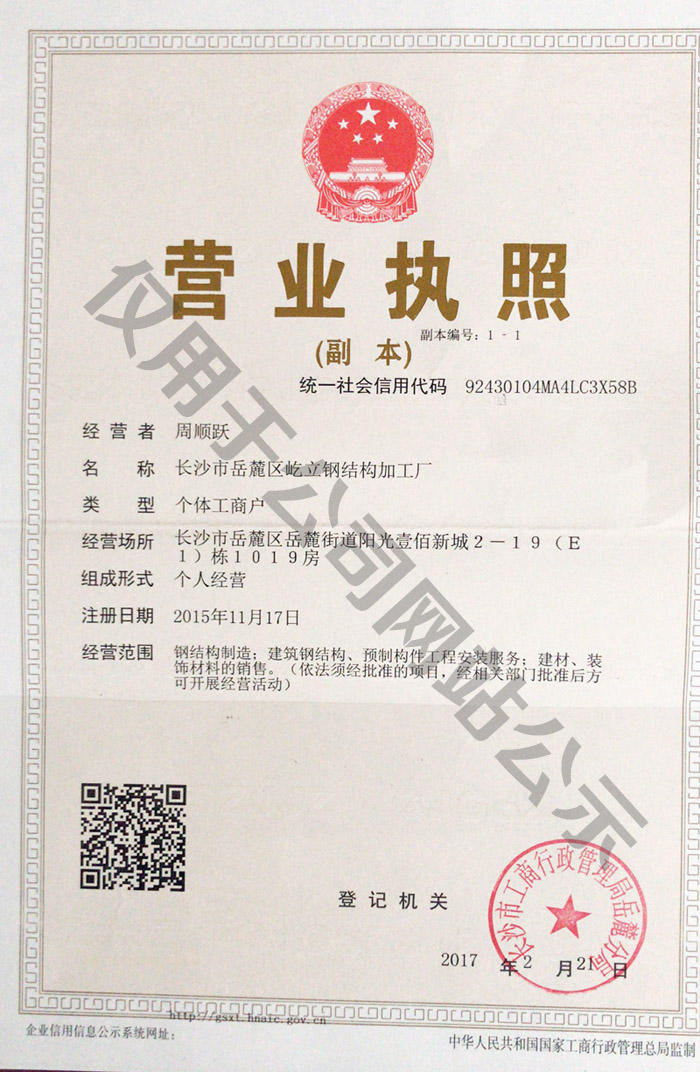 营业执照
(副 本)
副本编号：1-1
统一社会信用代码 92430104MA4LC3X58B
经营者 周顺跃
名称 长沙市岳麓区屹立钢结构加工厂
类型 个体工商户
经营场所 长沙市岳麓区岳麓街道阳光壹佰新城２－１９（Ｅ
１）栋１０１９房
组成形式 个人经营
注册日期 2015年11月17日
经营范围 钢结构制造；建筑钢结构、预制构件工程安装服务；建材、装
饰材料的销售。（依法须经批准的项目，经相关部门批准后方
可开展经营活动）
仅用于公司网站公示
登记机关
长沙市工商行政管理局岳麓分局
2017 年 2 月 21 日
http://gsxt.hnaic.gov.cn
企业信用信息公示系统网址：
中华人民共和国国家工商行政管理总局监制